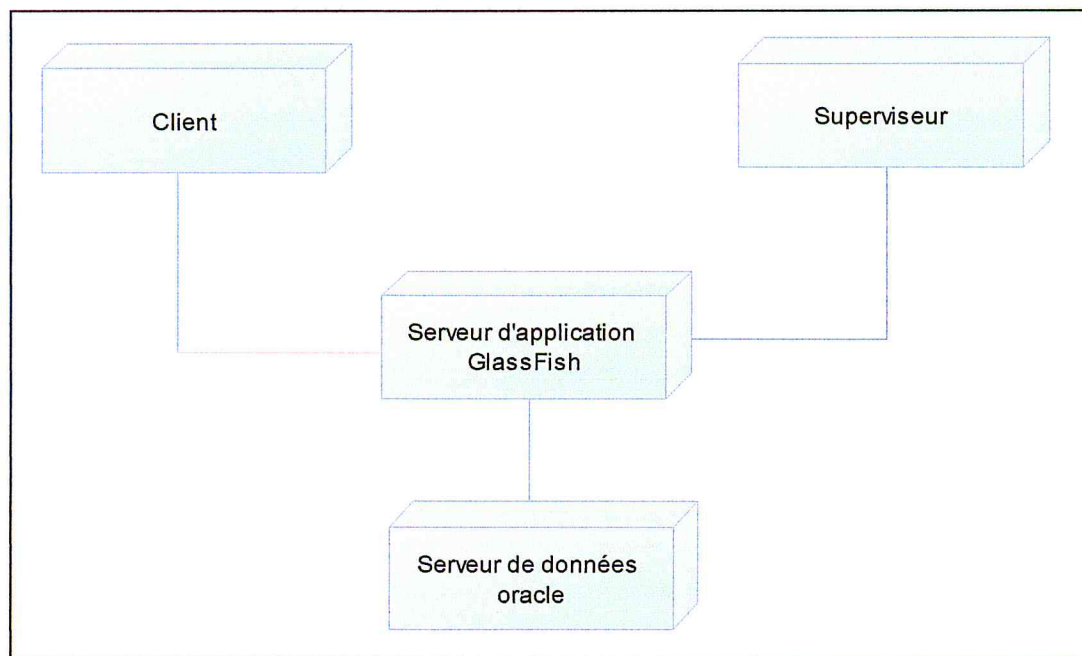 Client
Superviseur
Serveur d'application
GlassFish
Serveur de données
oracle